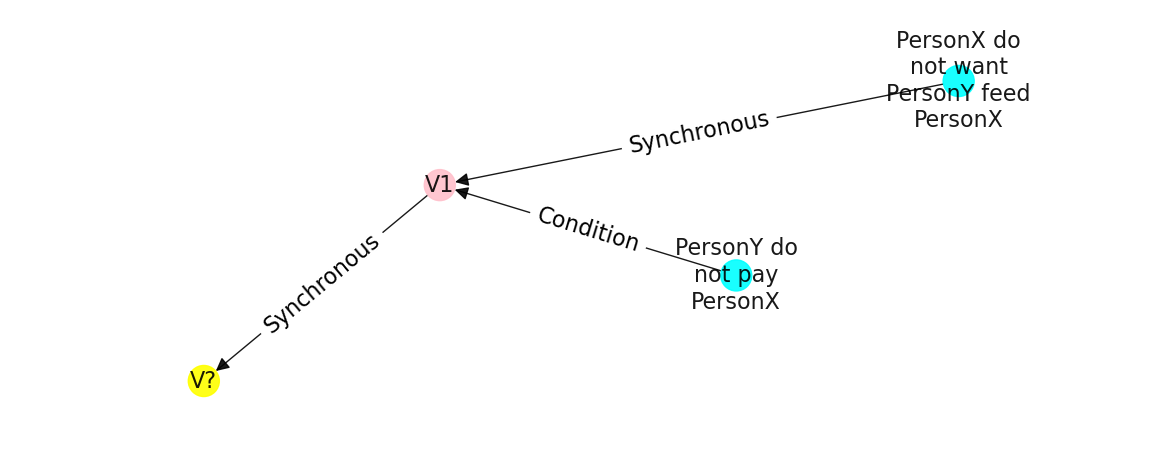 PersonX do
not want
PersonY feed
PersonX
Synchronous
V1
Condition
PersonY do
not pay
PersonX
Synchronous
V?